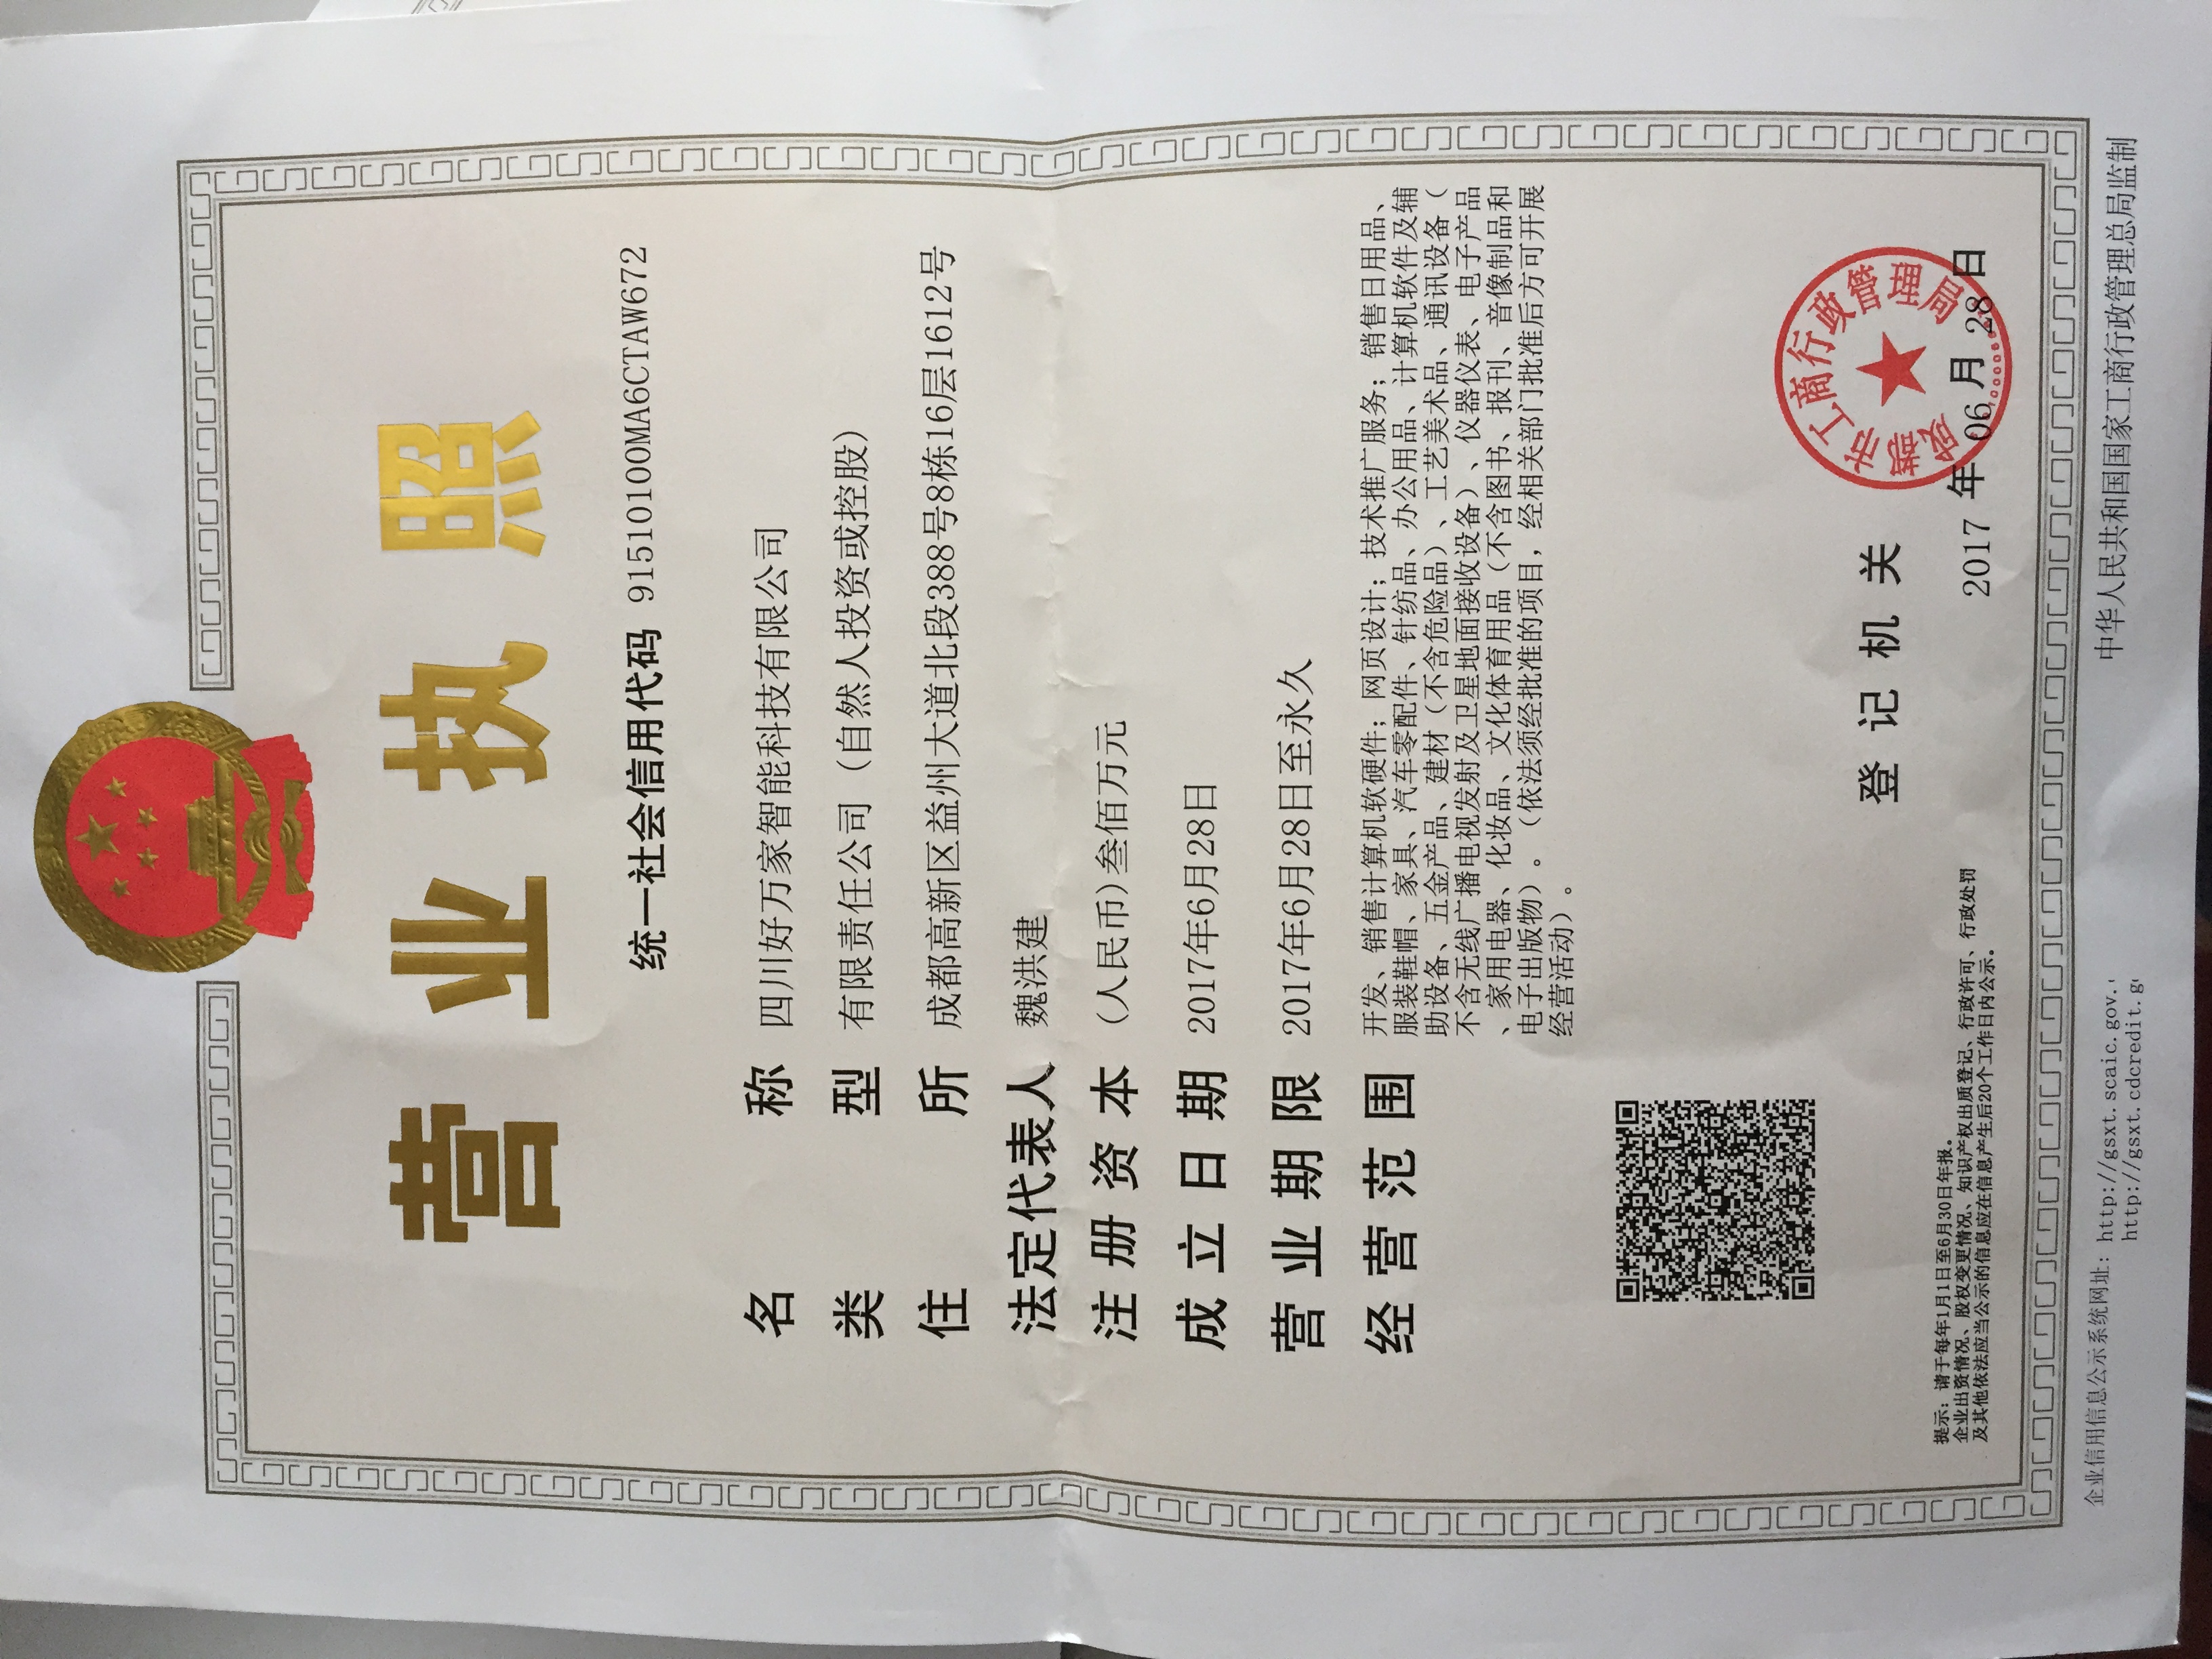 营业执照
统一社会信用代码 91510100MA6CTAW672
名称 四川好万家智能科技有限公司
类型 有限责任公司（自然人投资或控股）
住所 成都高新区益州大道北段388号8栋16层1612号
法定代表人 魏洪建
注册资本 (人民币)叁佰万元
成立日期 2017年6月28日
营业期限 2017年6月28日至永久
经营范围 开发、销售计算机软硬件；网页设计；技术推广服务；销售日用品、
服装鞋帽、家具、汽车零配件、针纺品、办公用品、计算机软件及辅
助设备、五金产品、建材（不含危险品）、工艺美术品、通讯设备（
不含无线广播电视发射及卫星地面接收设备）、仪器仪表、电子产品
、家用电器、化妆品、文化体育用品（不含图书、报刊、音像制品和
电子出版物）。（依法须经批准的项目，经相关部门批准后方可开展
经营活动）。
登记机关
成都市工商行政管理局
2017 年 06 月 28 日
提示：请于每年1月1日至6月30日年报。
企业出资情况、股权变更情况、知识产权出质登记、行政许可、行政处罚
及其他依法应当公示的信息应在信息产生后20个工作日内公示。
企业信用信息公示系统网址：http://gsxt.scaic.gov.
http://gsxt.cdcredit.g
中华人民共和国国家工商行政管理总局监制